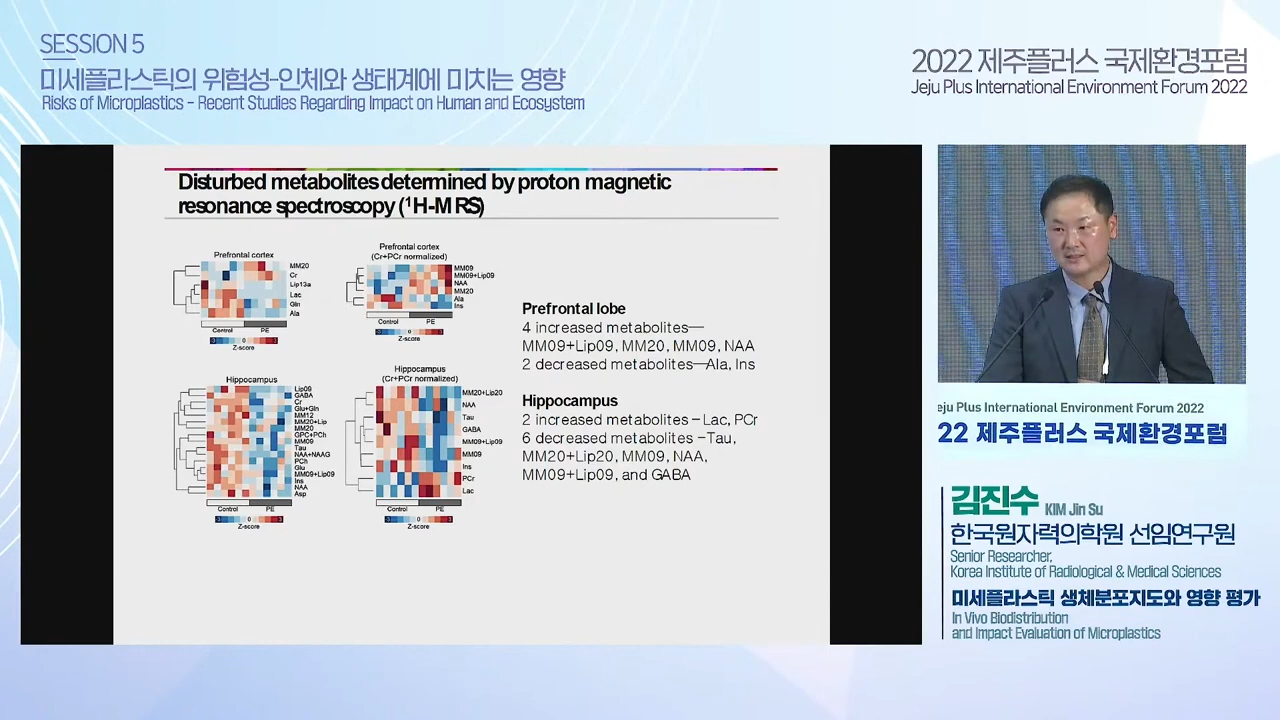 SESSION 5
미세플라스틱의 위험성-인체와 생태계에 미치는 영향
Risks of Microplastics - Recent Studies Regarding Impact on Human and Ecosystem
2022 제주플러스 국제환경포럼
Jeju Plus International Environment Forum 2022
Disturbed metabolites determined by proton magnetic
resonance spectroscopy (¹H-MRS)
Prefrontal cortex
MM20
Cr
Lip13a
Lac
Gln
Ala
Control
PE
-3
0
3
Z-score
Prefrontal cortex
(Cr+PCr normalized)
MM09
MM09+Lip09
NAA
MM20
Ala
Ins
Control
PE
-3
0
3
Z-score
Hippocampus
Lip09
GABA
Cr
Glu+Gln
MM12
MM20+Lip
MM20
GPC+PCh
MM09
Tau
NAA+NAAG
PCh
Glu
MM09+Lip09
Ins
NAA
Asp
Control
PE
-3
0
3
Z-score
Hippocampus
(Cr+PCr normalized)
MM20+Lip20
NAA
Tau
GABA
MM09+Lip09
MM09
Ins
PCr
Lac
Control
PE
-3
0
3
Z-score
Prefrontal lobe
4 increased metabolites—
MM09+Lip09, MM20, MM09, NAA
2 decreased metabolites—Ala, Ins
Hippocampus
2 increased metabolites –Lac, PCr
6 decreased metabolites –Tau,
MM20+Lip20, MM09, NAA,
MM09+Lip09, and GABA
eju Plus International Environment Forum 2022
22 제주플러스 국제환경포럼
김진수 KIM Jin Su
한국원자력의학원 선임연구원
Senior Researcher,
Korea Institute of Radiological & Medical Sciences
미세플라스틱 생체분포지도와 영향 평가
In Vivo Biodistribution
and Impact Evaluation of Microplastics